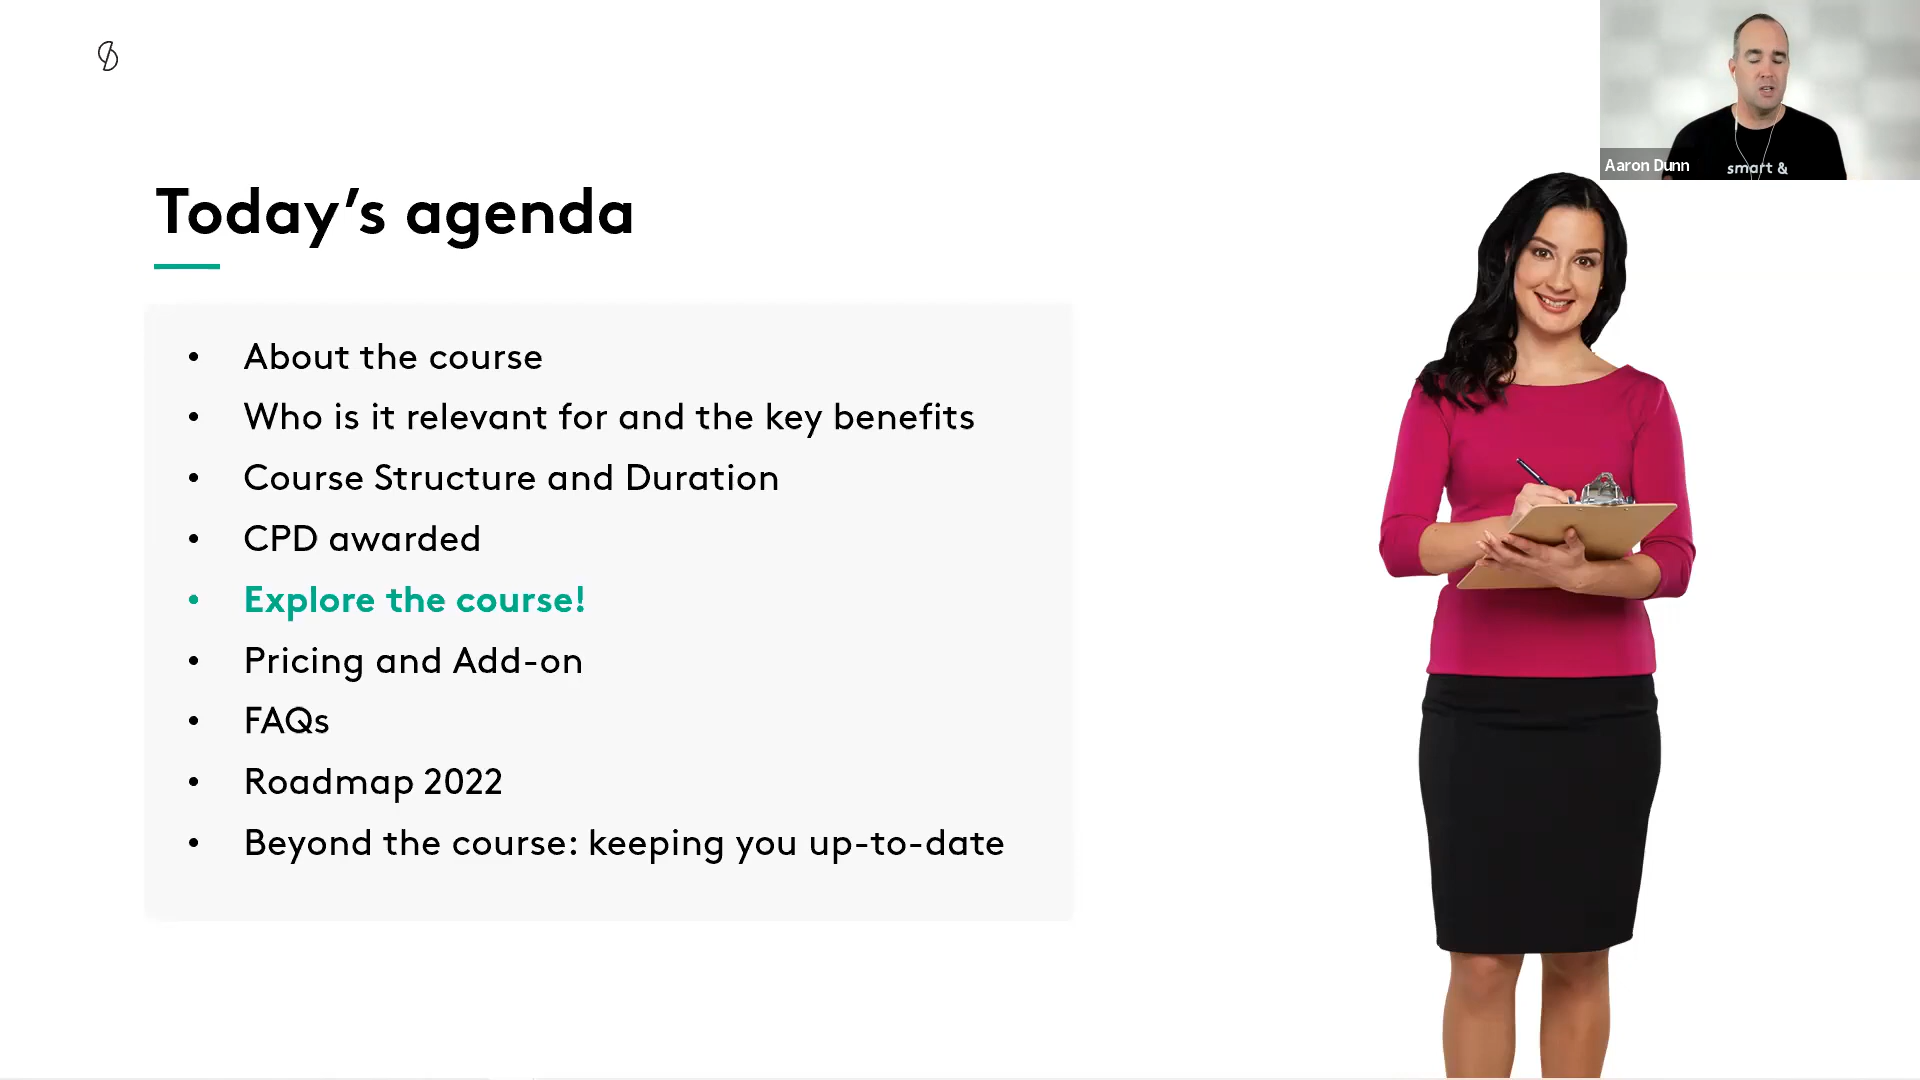 Today’s agenda
• About the course
• Who is it relevant for and the key benefits
• Course Structure and Duration
• CPD awarded
• Explore the course!
• Pricing and Add-on
• FAQs
• Roadmap 2022
• Beyond the course: keeping you up-to-date
Aaron Dunn
smart &